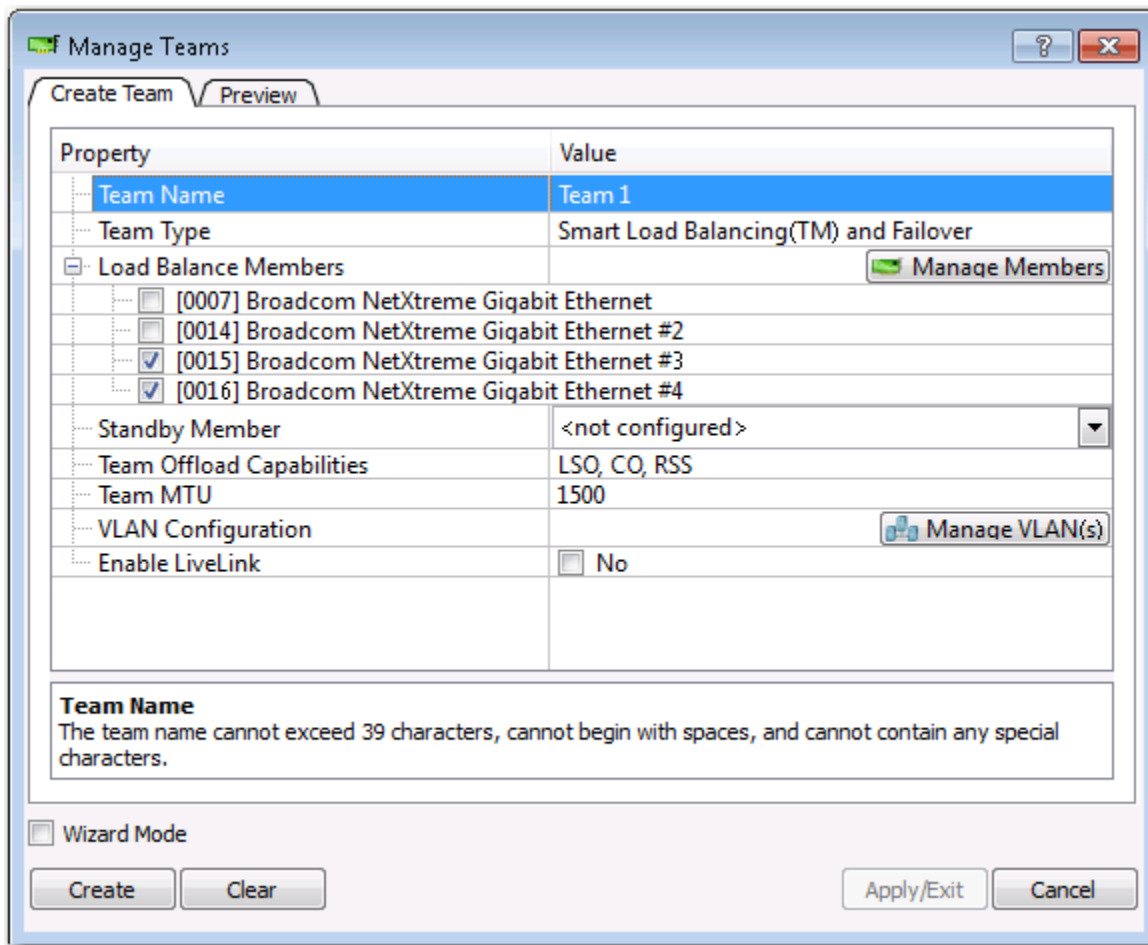 Manage Teams
Create Team
Preview
Property Value
Team Name Team 1
Team Type Smart Load Balancing(TM) and Failover
Load Balance Members Manage Members
[0007] Broadcom NetXtreme Gigabit Ethernet
[0014] Broadcom NetXtreme Gigabit Ethernet #2
[0015] Broadcom NetXtreme Gigabit Ethernet #3
[0016] Broadcom NetXtreme Gigabit Ethernet #4
Standby Member <not configured>
Team Offload Capabilities LSO, CO, RSS
Team MTU 1500
VLAN Configuration Manage VLAN(s)
Enable LiveLink No
Team Name
The team name cannot exceed 39 characters, cannot begin with spaces, and cannot contain any special
characters.
Wizard Mode
Create Clear Apply/Exit Cancel